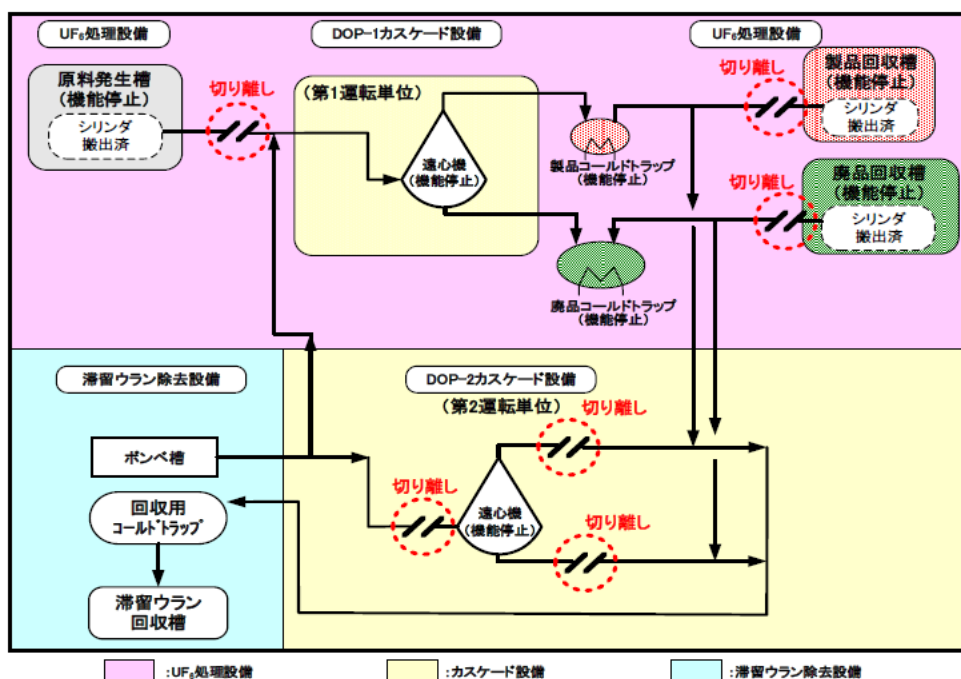 UF₆処理設備
DOP-1カスケード設備
UF₆処理設備
原料発生槽
(機能停止)
シリンダ
搬出済
切り離し
(第1運転単位)
遠心機
(機能停止)
製品コールドトラップ
(機能停止)
切り離し
製品回収槽
(機能停止)
シリンダ
搬出済
廃品コールドトラップ
(機能停止)
切り離し
廃品回収槽
(機能停止)
シリンダ
搬出済
滞留ウラン除去設備
DOP-2カスケード設備
(第2運転単位)
ボンベ槽
回収用
コールドトラップ
滞留ウラン
回収槽
切り離し
遠心機
(機能停止)
切り離し
切り離し
:UF₆処理設備
:カスケード設備
:滞留ウラン除去設備